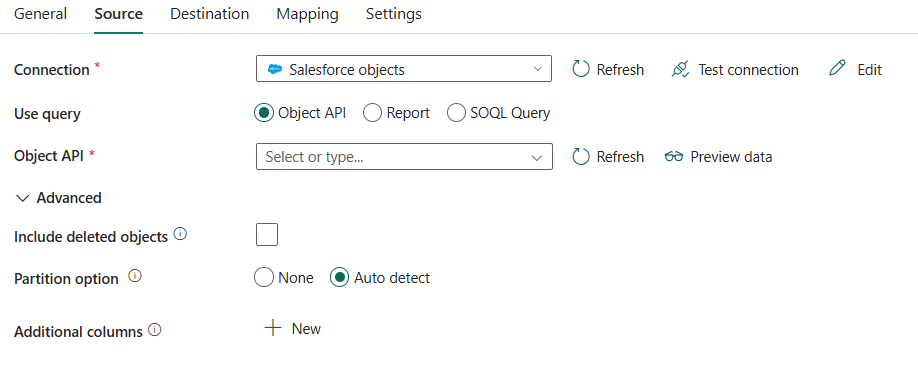 General Source Destination Mapping Settings
Connection * Salesforce objects Refresh Test connection Edit
Use query Object API Report SOQL Query
Object API * Select or type... Refresh Preview data
Advanced
Include deleted objects
Partition option None Auto detect
Additional columns New